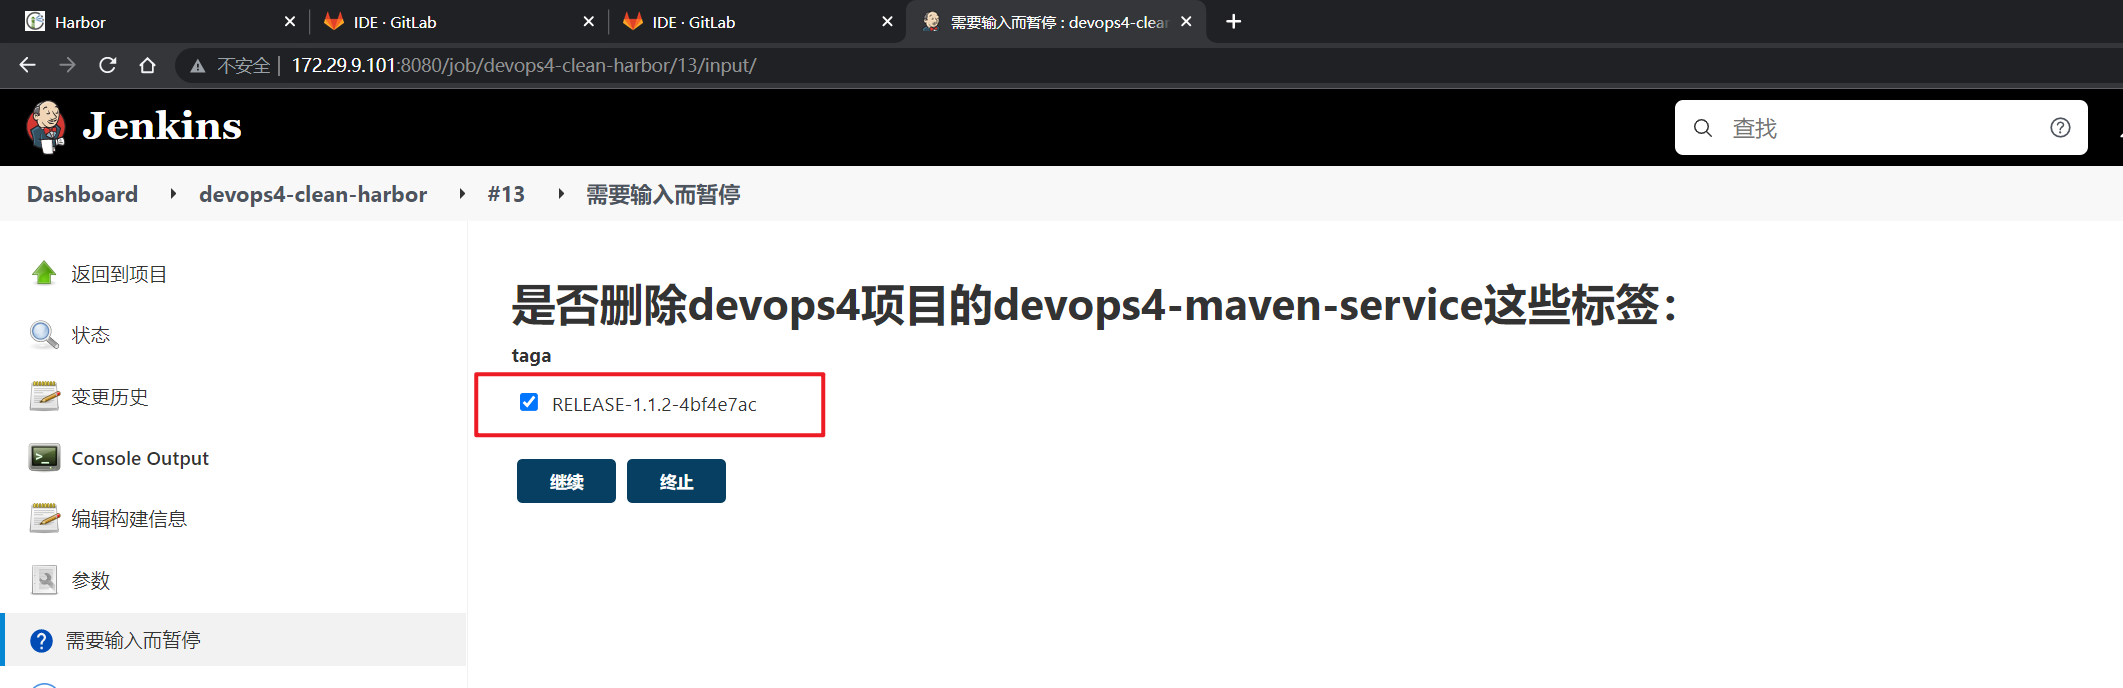 Harbor
IDE · GitLab
IDE · GitLab
需要输入而暂停 : devops4-clean
不安全 | 172.29.9.101:8080/job/devops4-clean-harbor/13/input/
Jenkins
查找
Dashboard
devops4-clean-harbor
#13
需要输入而暂停
返回到项目
状态
变更历史
Console Output
编辑构建信息
参数
需要输入而暂停
是否删除devops4项目的devops4-maven-service这些标签：
taga
RELEASE-1.1.2-4bf4e7ac
继续
终止